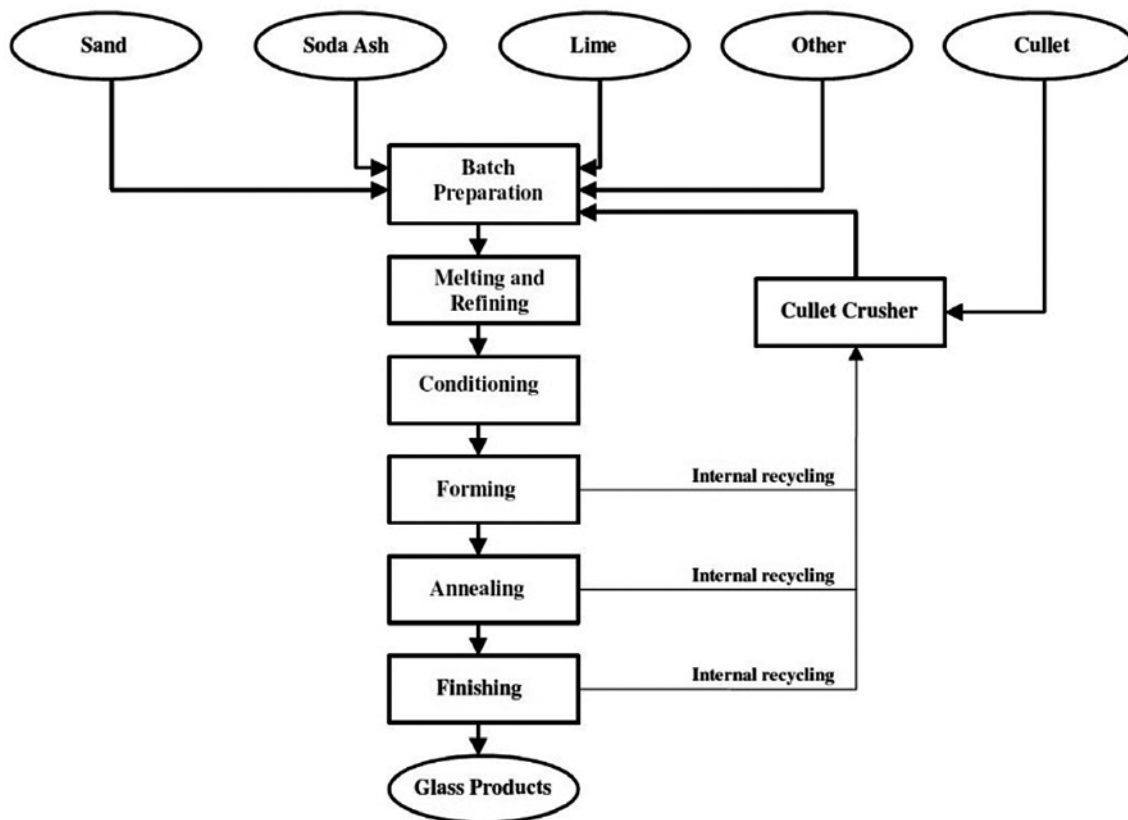 Sand
Soda Ash
Lime
Other
Cullet
Batch
Preparation
Melting and
Refining
Cullet Crusher
Conditioning
Forming
Internal recycling
Annealing
Internal recycling
Finishing
Internal recycling
Glass Products